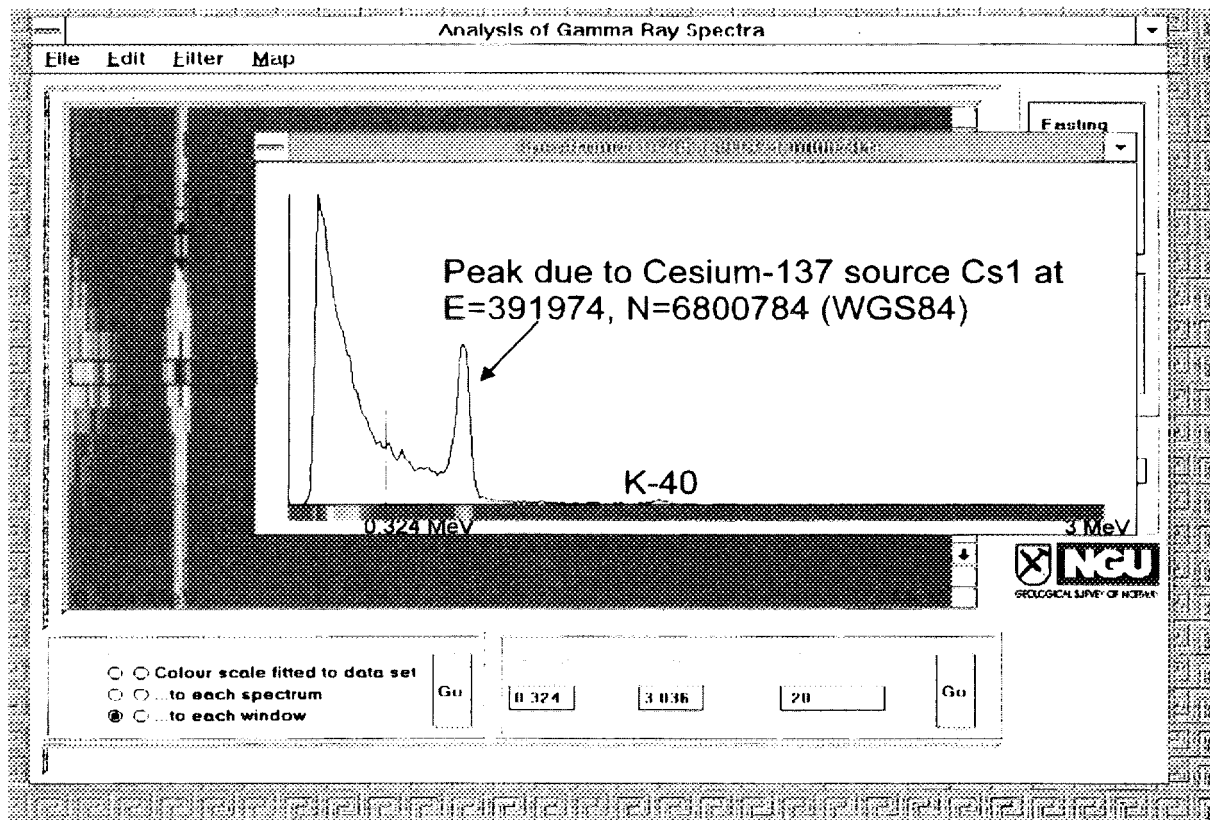 Analysis of Gamma Ray Spectra
File Edit Filter Map
Easting
Peak due to Cesium-137 source Cs1 at
E=391974, N=6800784 (WGS84)
K-40
0.324 MeV
3 MeV
NGU
GEOLOGICAL SURVEY OF NORWAY
Colour scale fitted to data set
...to each spectrum
...to each window
Go
0.324
3.036
20
Go